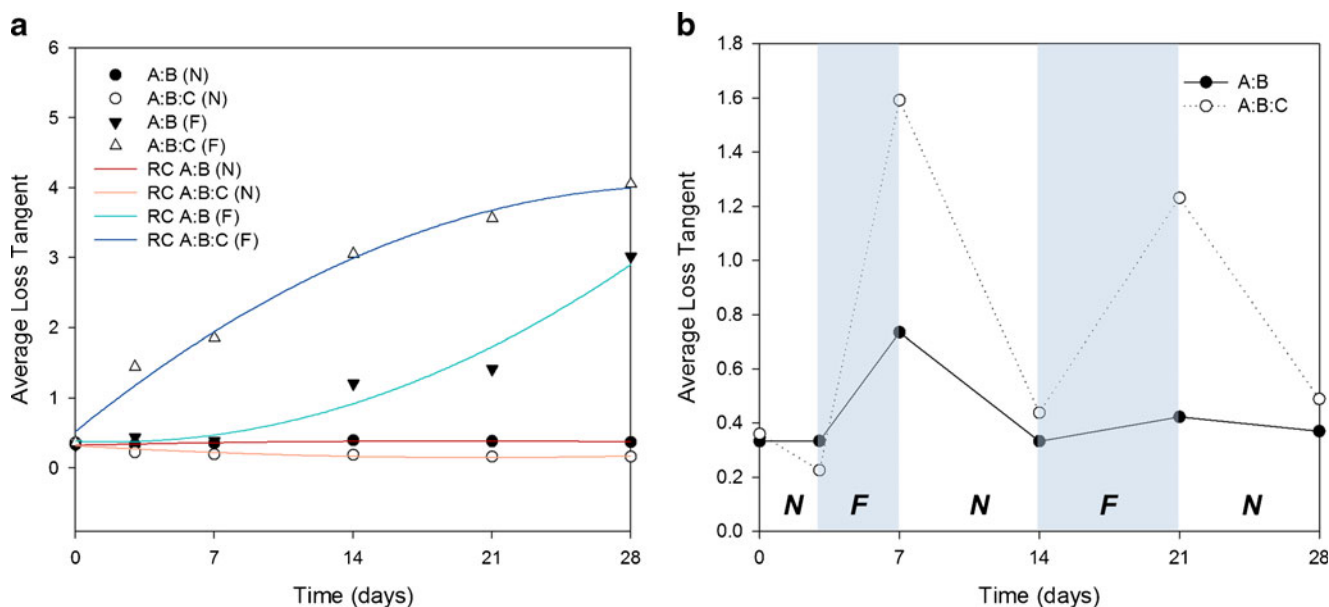 a
6
5
4
3
2
1
0
Average Loss Tangent
A:B (N)
A:B:C (N)
A:B (F)
A:B:C (F)
RC A:B (N)
RC A:B:C (N)
RC A:B (F)
RC A:B:C (F)
0 7 14 21 28
Time (days)
b
1.8
1.6
1.4
1.2
1.0
0.8
0.6
0.4
0.2
0.0
Average Loss Tangent
A:B
A:B:C
N F N F N
0 7 14 21 28
Time (days)